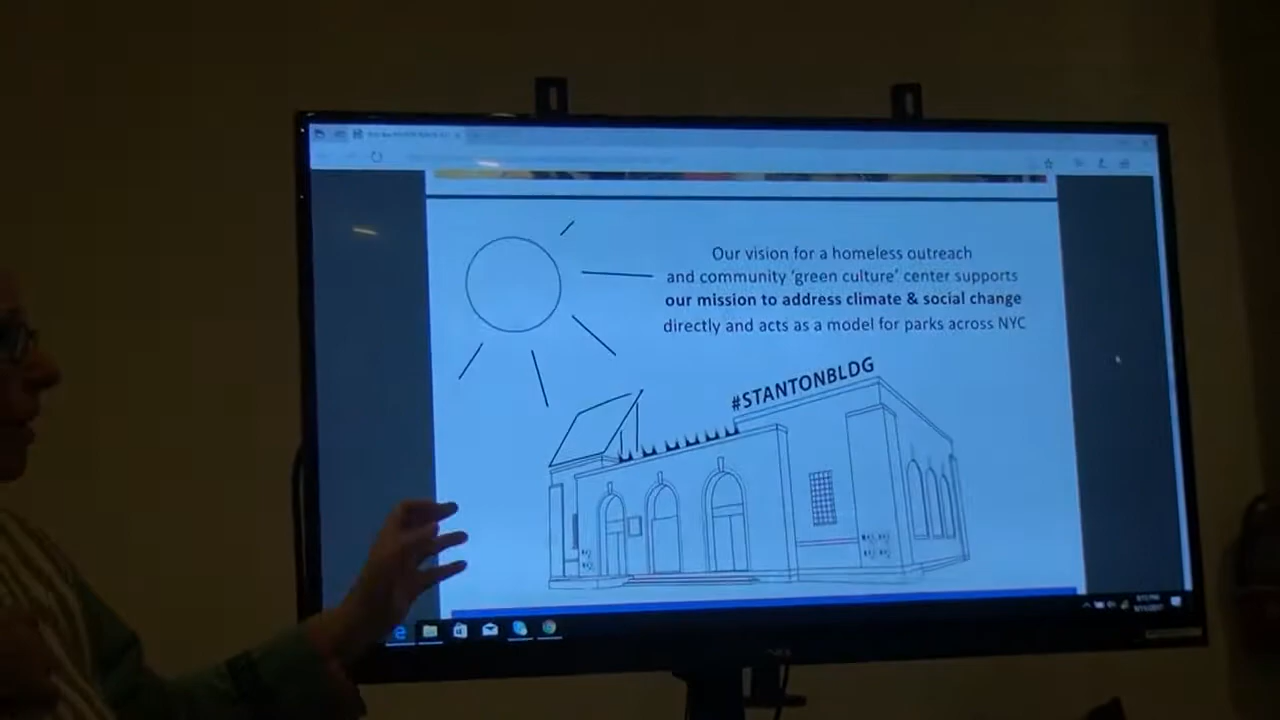 Our vision for a homeless outreach
and community 'green culture' center supports
our mission to address climate & social change
directly and acts as a model for parks across NYC
#STANTONBLDG